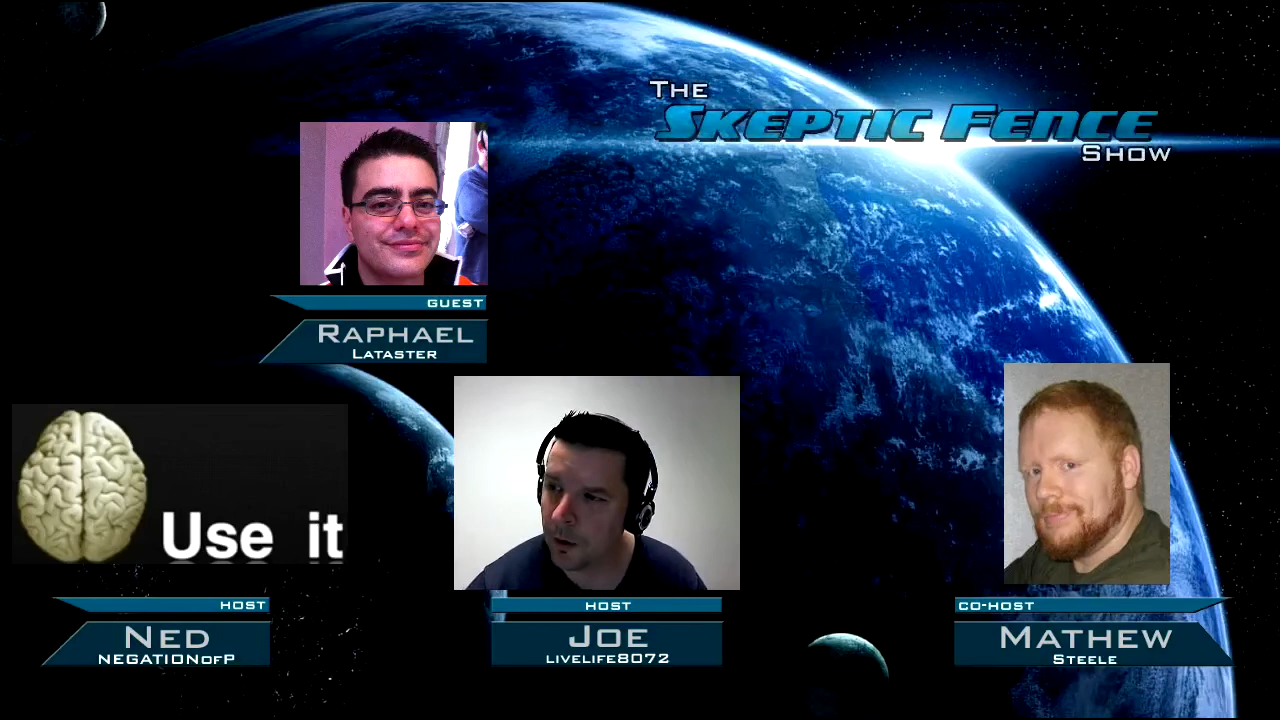 The
Skeptic Fence
Show
Guest
Raphael
Lataster
Use it
Host
Ned
NEGATIONofP
Host
Joe
livelife8072
Co-Host
Mathew
Steele